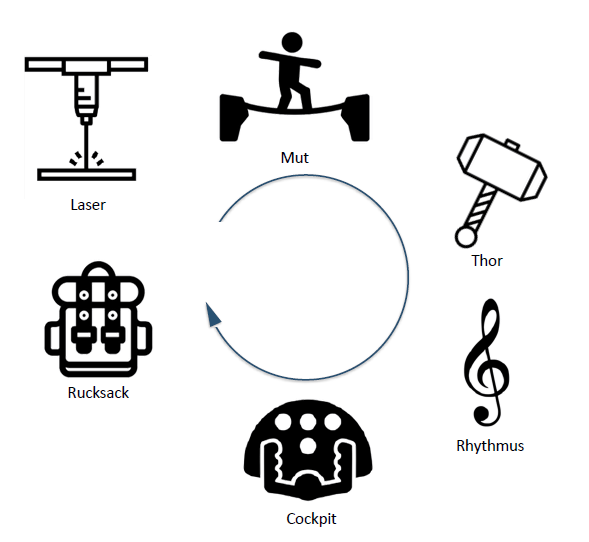 Mut
Laser
Thor
Rucksack
Rhythmus
Cockpit